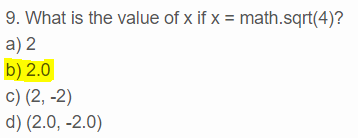 9. What is the value of x if x = math.sqrt(4)?
a) 2
b) 2.0
c) (2, -2)
d) (2.0, -2.0)